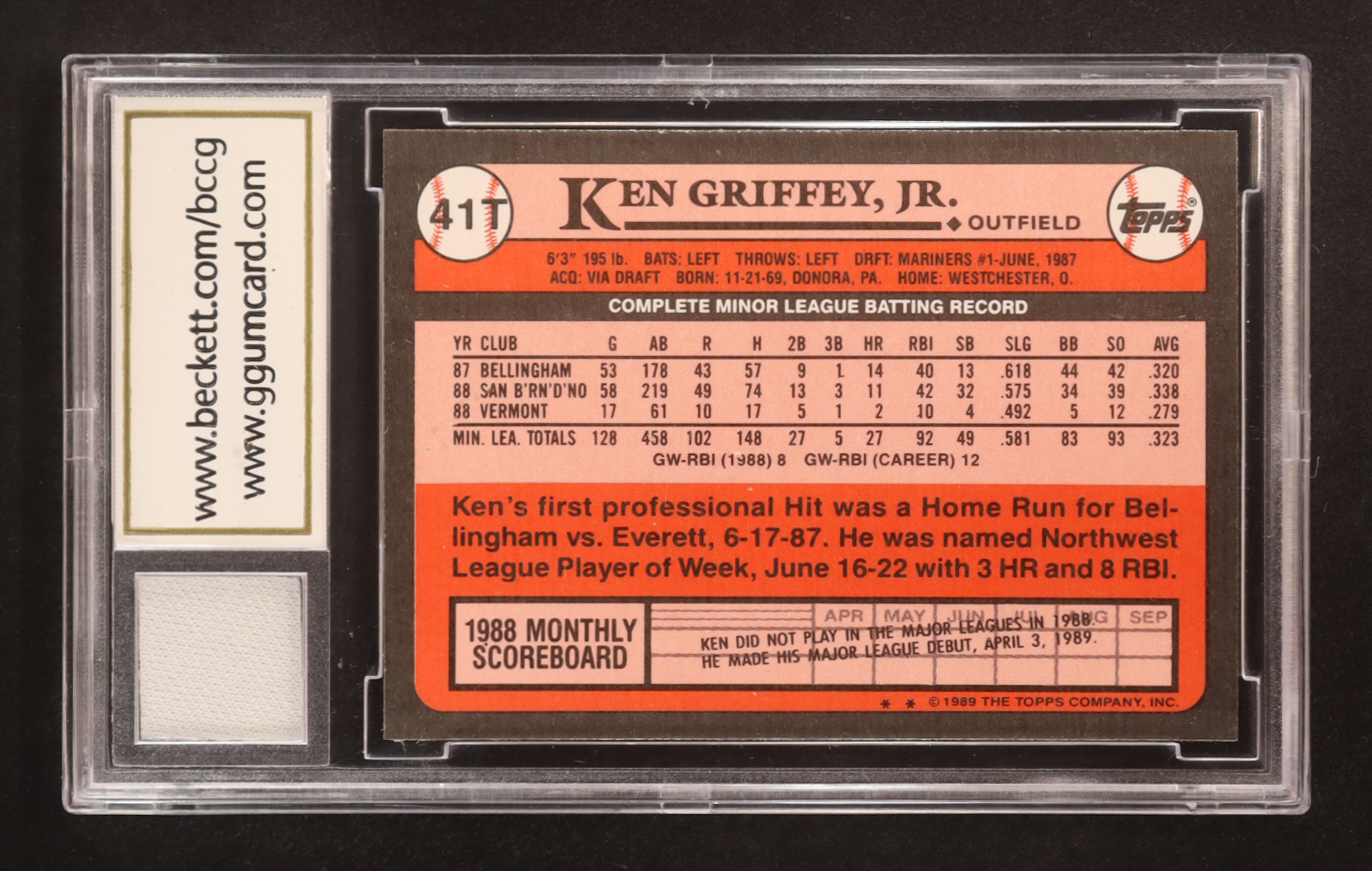 www.beckett.com/bccg
www.ggumcard.com
41T
KEN GRIFFEY, JR.
◆ OUTFIELD
TOPPS®
6'3" 195 lb. BATS: LEFT THROWS: LEFT DRFT: MARINERS #1-JUNE, 1987
ACQ: VIA DRAFT BORN: 11-21-69, DONORA, PA. HOME: WESTCHESTER, O.
COMPLETE MINOR LEAGUE BATTING RECORD
YR CLUB G AB R H 2B 3B HR RBI SB SLG BB SO AVG
87 BELLINGHAM 53 178 43 57 9 1 14 40 13 .618 44 42 .320
88 SAN B'RN'D'NO 58 219 49 74 13 3 11 42 32 .575 34 39 .338
88 VERMONT 17 61 10 17 5 1 2 10 4 .492 5 12 .279
MIN. LEA. TOTALS 128 458 102 148 27 5 27 92 49 .581 83 93 .323
GW-RBI (1988) 8 GW-RBI (CAREER) 12
Ken's first professional Hit was a Home Run for Bel-
lingham vs. Everett, 6-17-87. He was named Northwest
League Player of Week, June 16-22 with 3 HR and 8 RBI.
1988 MONTHLY
SCOREBOARD
APR MAY JUN JUL AUG SEP
KEN DID NOT PLAY IN THE MAJOR LEAGUES IN 1988.
HE MADE HIS MAJOR LEAGUE DEBUT, APRIL 3, 1989.
* * © 1989 THE TOPPS COMPANY, INC.